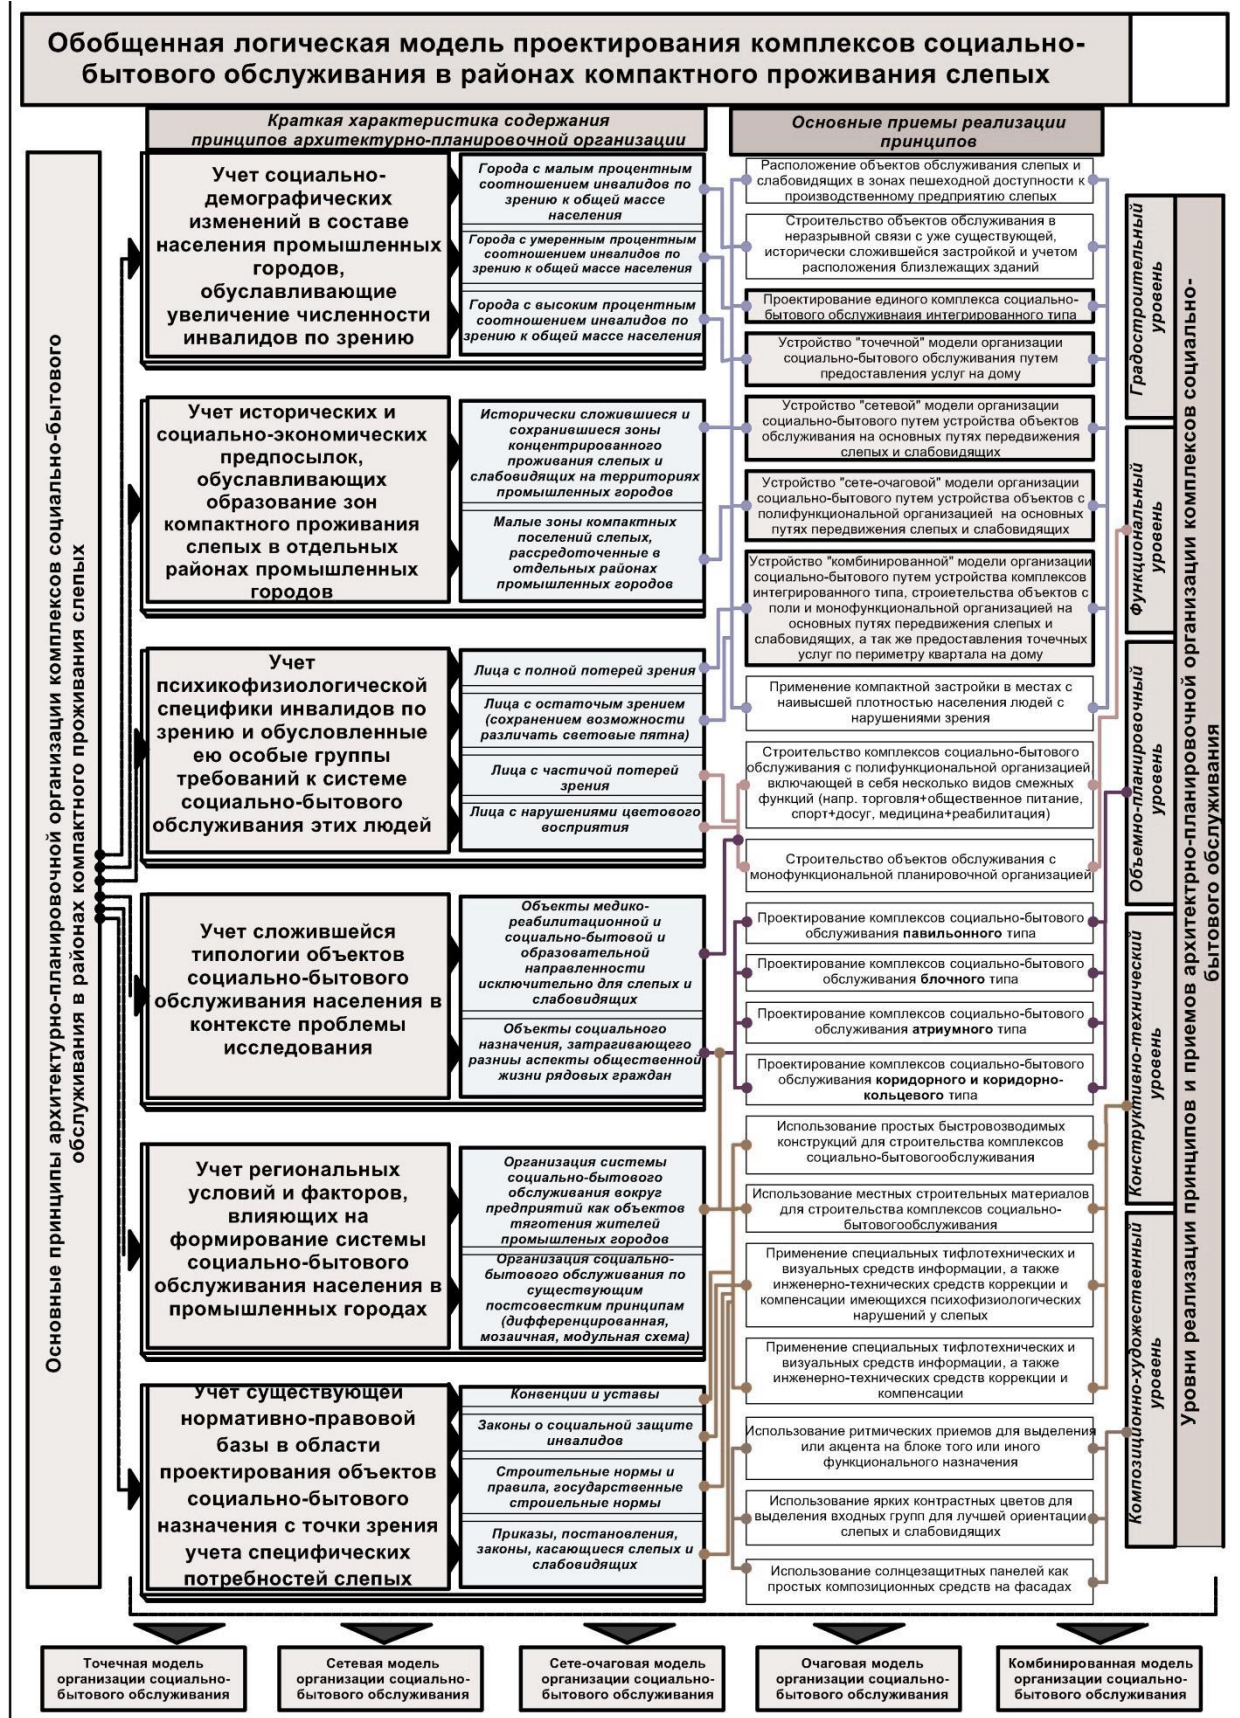 Обобщенная логическая модель проектирования комплексов социально-
бытового обслуживания в районах компактного проживания слепых
Краткая характеристика содержания
принципов архитектурно-планировочной организации
Основные приемы реализации
принципов
Основные принципы архитектурно-планировочной организации комплексов социально-бытового
обслуживания в районах компактного проживания слепых
Учет социально-
демографических
изменений в составе
населения промышленных
городов,
обуславливающие
увеличение численности
инвалидов по зрению
Города с малым процентным
соотношением инвалидов по
зрению к общей массе
населения
Города с умеренным процентным
соотношением инвалидов по
зрению к общей массе населения
Города с высоким процентным
соотношением инвалидов по
зрению к общей массе населения
Учет исторических и
социально-экономических
предпосылок,
обуславливающих
образование зон
компактного проживания
слепых в отдельных
районах промышленных
городов
Исторически сложившиеся и
сохранившиеся зоны
концентрированного
проживания слепых и
слабовидящих на территориях
промышленных городов
Малые зоны компактных
поселений слепых,
рассредоточенные в
отдельных районах
промышленных городов
Учет
психикофизиологической
специфики инвалидов по
зрению и обусловленные
ею особые группы
требований к системе
социально-бытового
обслуживания этих людей
Лица с полной потерей зрения
Лица с остаточым зрением
(сохранением возможности
различать световые пятна)
Лица с частичой потерей
зрения
Лица с нарушениями цветового
восприятия
Учет сложившейся
типологии объектов
социально-бытового
обслуживания населения в
контексте проблемы
исследования
Объекты медико-
реабилитационной и
социально-бытовой и
образовательной
направленности
исключительно для слепых и
слабовидящих
Объекты социального
назначения, затрагивающего
разниы аспекты общественной
жизни рядовых граждан
Учет региональных
условий и факторов,
влияющих на
формирование системы
социально-бытового
обслуживания населения в
промышленных городах
Организация системы
социально-бытового
обслуживания вокруг
предприятий как объектов
тяготения жителей
промышленых городов
Организация социально-
бытового обслуживания по
существующим
постсовестким принципам
(дифференцированная,
мозаичная, модульная схема)
Учет существующей
нормативно-правовой
базы в области
проектирования объектов
социально-бытового
назначения с точки зрения
учета специфических
потребностей слепых
Конвенции и уставы
Законы о социальной защите
инвалидов
Строительные нормы и
правила, государственные
строиельные нормы
Приказы, постановления,
законы, касающиеся слепых и
слабовидящих
Расположение объектов обслуживания слепых и
слабовидящих в зонах пешеходной доступности к
производственному предприятию слепых
Строительство объектов обслуживания в
неразрывной связи с уже существующей,
исторически сложившейся застройкой и учетом
расположения близлежащих зданий
Проектирование единого комплекса социально-
бытового обслуживнаия интегрированного типа
Устройство "точечной" модели организации
социально-бытового обслуживания путем
предоставления услуг на дому
Устройство "сетевой" модели организации
социально-бытового путем устройства объектов
обслуживания на основных путях передвижения
слепых и слабовидящих
Устройство "сете-очаговой" модели организации
социально-бытового путем устройства объектов с
полифункциональной организацией на основных
путях передвижения слепых и слабовидящих
Устройство "комбинированной" модели организации
социально-бытового путем устройства комплексов
интегрированного типа, строиетельства объектов с
поли и монофункциональной организацией на
основных путях передвижения слепых и
слабовидящих, а так же предоставления точечных
услуг по периметру квартала на дому
Применение компактной застройки в местах с
наивысшей плотностью населения людей с
нарушениями зрения
Строительство комплексов социально-бытового
обслуживания с полифункциональной организацией
включающей в себя несколько видов смежных
функций (напр. торговля+общественное питание,
спорт+досуг, медицина+реабилитация)
Строительство объектов обслуживания с
монофункциональной планировочной организацией
Проектирование комплексов социально-бытового
обслуживания павильонного типа
Проектирование комплексов социально-бытового
обслуживания блочного типа
Проектирование комплексов социально-бытового
обслуживания атриумного типа
Проектирование комплексов социально-бытового
обслуживания коридорного и коридорно-
кольцевого типа
Использование простых быстровозводимых
конструкций для строительства комплексов
социально-бытовогообслуживания
Использование местных строительных материалов
для строительства комплексов социально-
бытовогообслуживания
Применение специальных тифлотехнических и
визуальных средств информации, а также
инженерно-технических средств коррекции и
компенсации имеющихся психофизиологических
нарушений у слепых
Применение специальных тифлотехнических и
визуальных средств информации, а также
инженерно-технических средств коррекции и
компенсации
Использование ритмических приемов для выделения
или акцента на блоке того или иного
функционального назначения
Использование ярких контрастных цветов для
выделения входных групп для лучшей ориентации
слепых и слабовидящих
Использование солнцезащитных панелей как
простых композиционных средств на фасадах
Градостроительный
уровень
Функциональный
уровень
Объемно-планировочный
уровень
Конструктивно-технический
уровень
Композиционно-художественный
уровень
Уровни реализации принципов и приемов архитектрно-планировочной организации комплексов социально-
бытового обслуживания
Точечная модель
организации социально-
бытового обслуживания
Сетевая модель
организации социально-
бытового обслуживания
Сете-очаговая модель
организации социально-
бытового обслуживания
Очаговая модель
организации социально-
бытового обслуживания
Комбинированная модель
организации социально-
бытового обслуживания